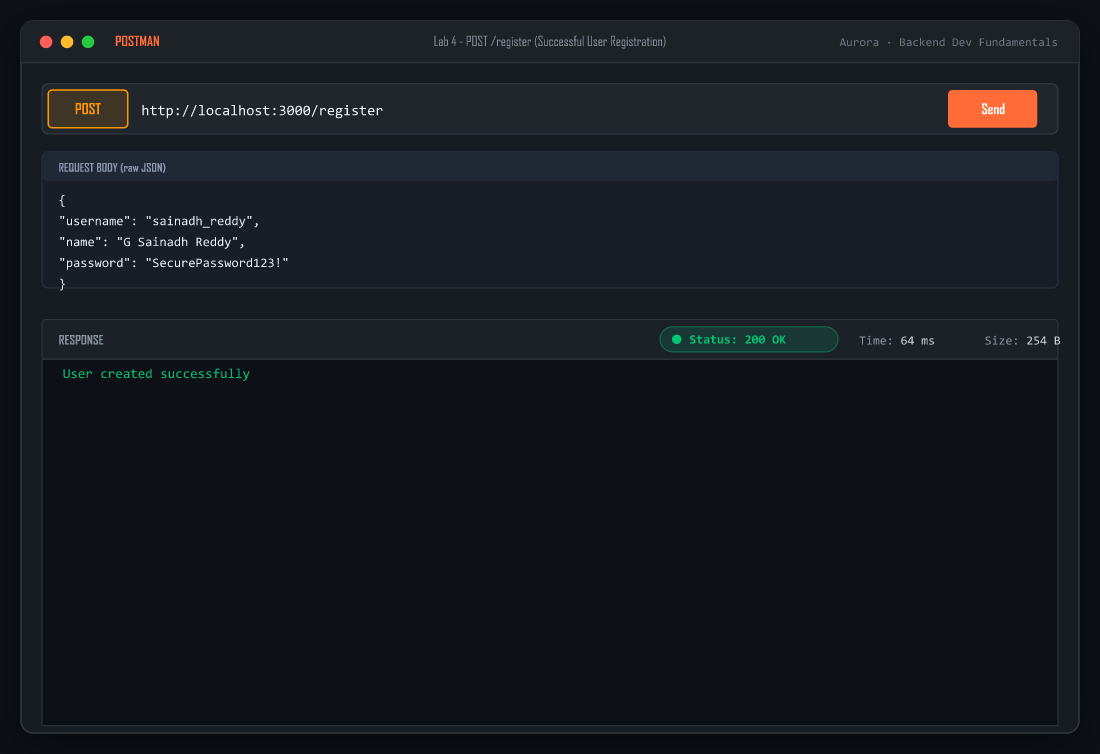 POSTMAN
Lab 4 - POST /register (Successful User Registration)
Aurora · Backend Dev Fundamentals
POST
http://localhost:3000/register
Send
REQUEST BODY (raw JSON)
{
"username": "sainadh_reddy",
"name": "G Sainadh Reddy",
"password": "SecurePassword123!"
}
RESPONSE
Status: 200 OK
Time: 64 ms
Size: 254 B
User created successfully